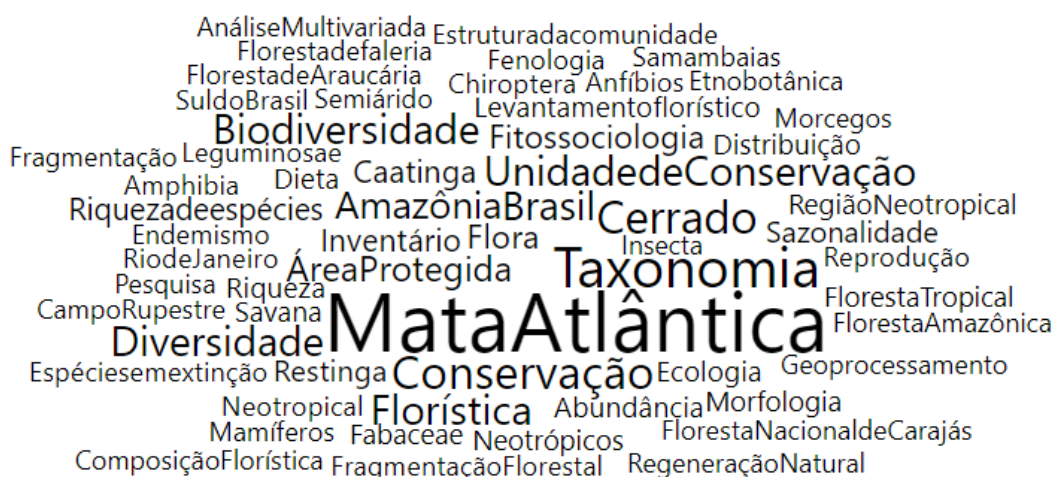 AnáliseMultivariada Estruturadacomunidade
Florestadefaleria Fenologia Samambaias
FlorestadeAraucária Chiroptera Anfíbios Etnobotânica
SuldoBrasil Semiárido Levantamentoflorístico Morcegos
Biodiversidade Fitossociologia Distribuição
Fragmentação Leguminosae Caatinga UnidadedeConservação
Amphibia Dieta
Riquezadeespécies Amazônia Brasil Cerrado RegiãoNeotropical
Endemismo Inventário Flora Insecta Sazonalidade
RiodeJaneiro ÁreaProtegida Taxonomia Reprodução
Pesquisa Riqueza
CampoRupestre Savana MataAtlântica FlorestaTropical
Diversidade FlorestaAmazônica
Espéciesemextinção Restinga Conservação Ecologia Geoprocessamento
Neotropical Florística Abundância Morfologia
Mamíferos Fabaceae Neotrópicos FlorestaNacionaldeCarajás
ComposiçãoFlorística FragmentaçãoFlorestal RegeneraçãoNatural